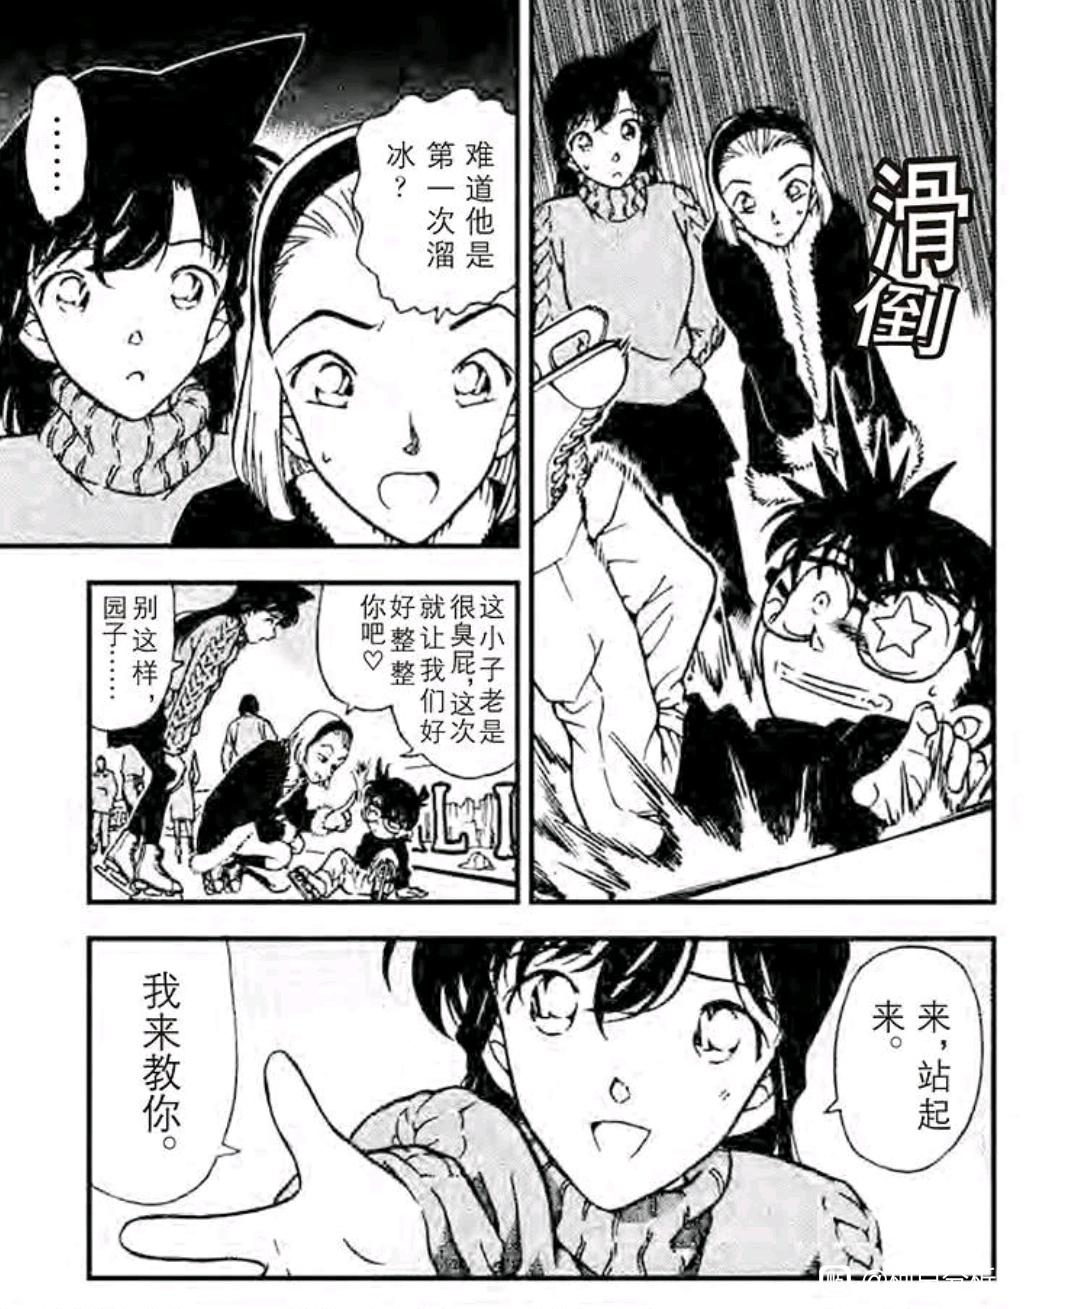 滑倒
难道他是
第一次溜
冰？
……
这小子老是
很臭屁，这次
就让我们好
好整整
你吧♡
别这样，
园子……
来，站起
来。
我来教你。